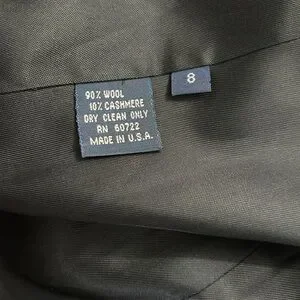 90% WOOL
10% CASHMERE
DRY CLEAN ONLY
RN 60722
MADE IN U.S.A.
8